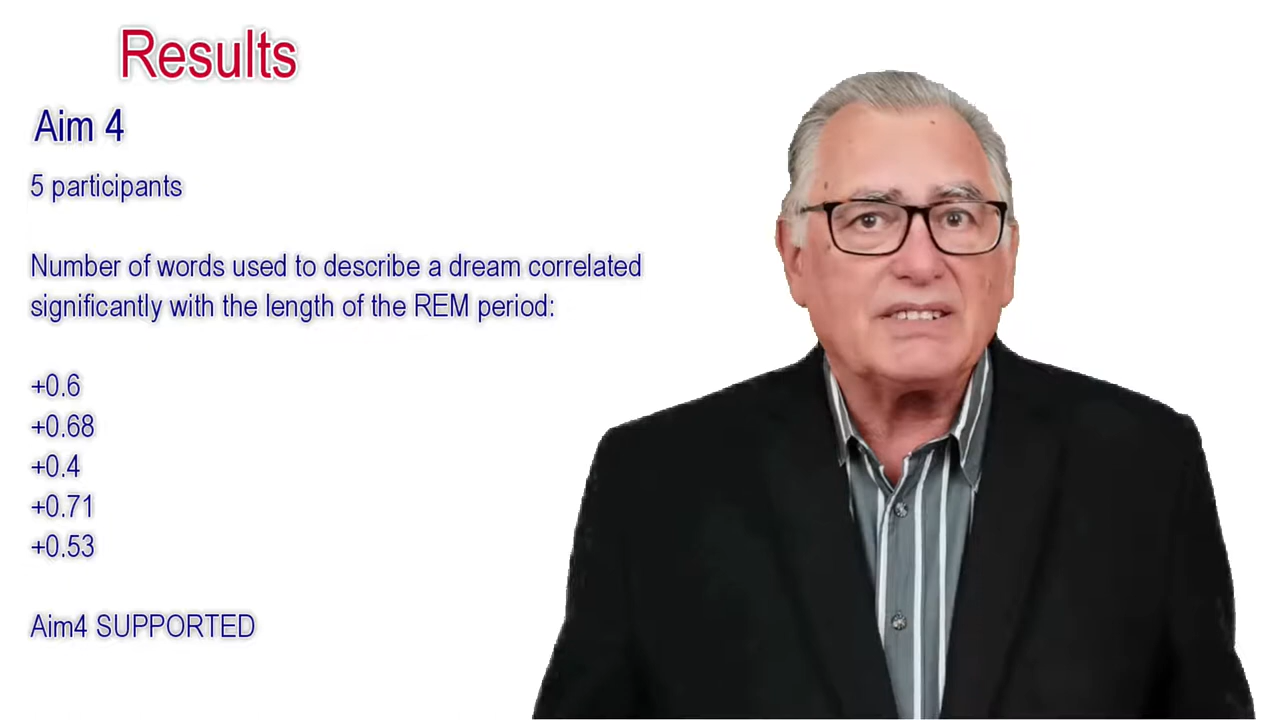 Results
Aim 4
5 participants
Number of words used to describe a dream correlated
significantly with the length of the REM period:
+0.6
+0.68
+0.4
+0.71
+0.53
Aim4 SUPPORTED